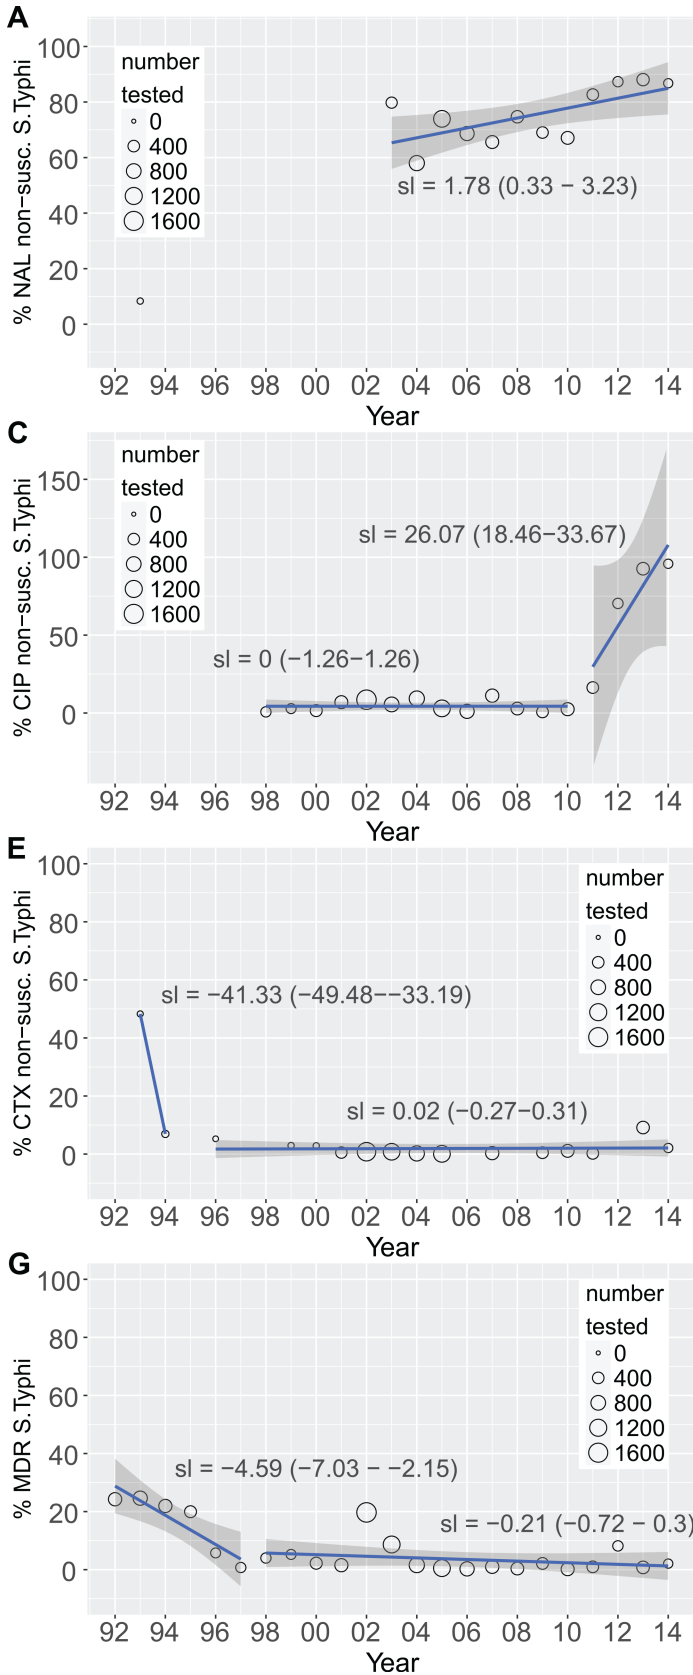 A
% NAL non−susc. S.Typhi
100
80
60
40
20
0
number
tested
0
400
800
1200
1600
sl = 1.78 (0.33 − 3.23)
92 94 96 98 00 02 04 06 08 10 12 14
Year
C
% CIP non−susc. S.Typhi
150
100
50
0
number
tested
0
400
800
1200
1600
sl = 26.07 (18.46−33.67)
sl = 0 (−1.26−1.26)
92 94 96 98 00 02 04 06 08 10 12 14
Year
E
% CTX non−susc. S.Typhi
100
80
60
40
20
0
number
tested
0
400
800
1200
1600
sl = −41.33 (−49.48−−33.19)
sl = 0.02 (−0.27−0.31)
92 94 96 98 00 02 04 06 08 10 12 14
Year
G
% MDR S.Typhi
100
80
60
40
20
0
number
tested
0
400
800
1200
1600
sl = −4.59 (−7.03 − −2.15)
sl = −0.21 (−0.72 − 0.3)
92 94 96 98 00 02 04 06 08 10 12 14
Year